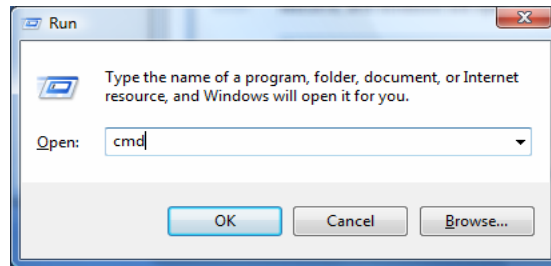 Run
Type the name of a program, folder, document, or Internet
resource, and Windows will open it for you.
Open: cmd
OK Cancel Browse...